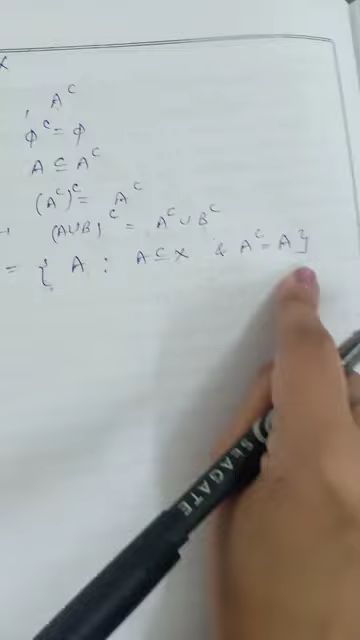 X
, A^C
Φ^C = Φ
A ⊆ A^C
(A^C)^C = A^C
(A∪B)^C = A^C ∪ B^C
= { A : A ⊆ X & A^C = A }
SEAGATE